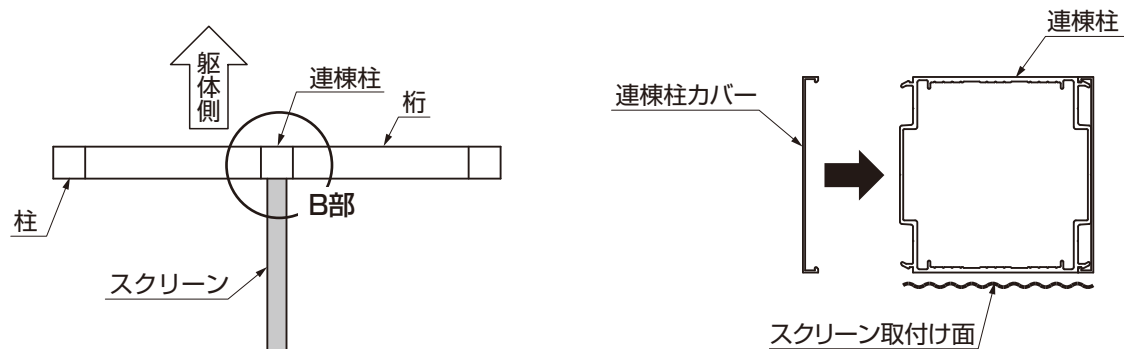 躯体側
連棟柱
桁
B部
柱
スクリーン
連棟柱
連棟柱カバー
スクリーン取付け面